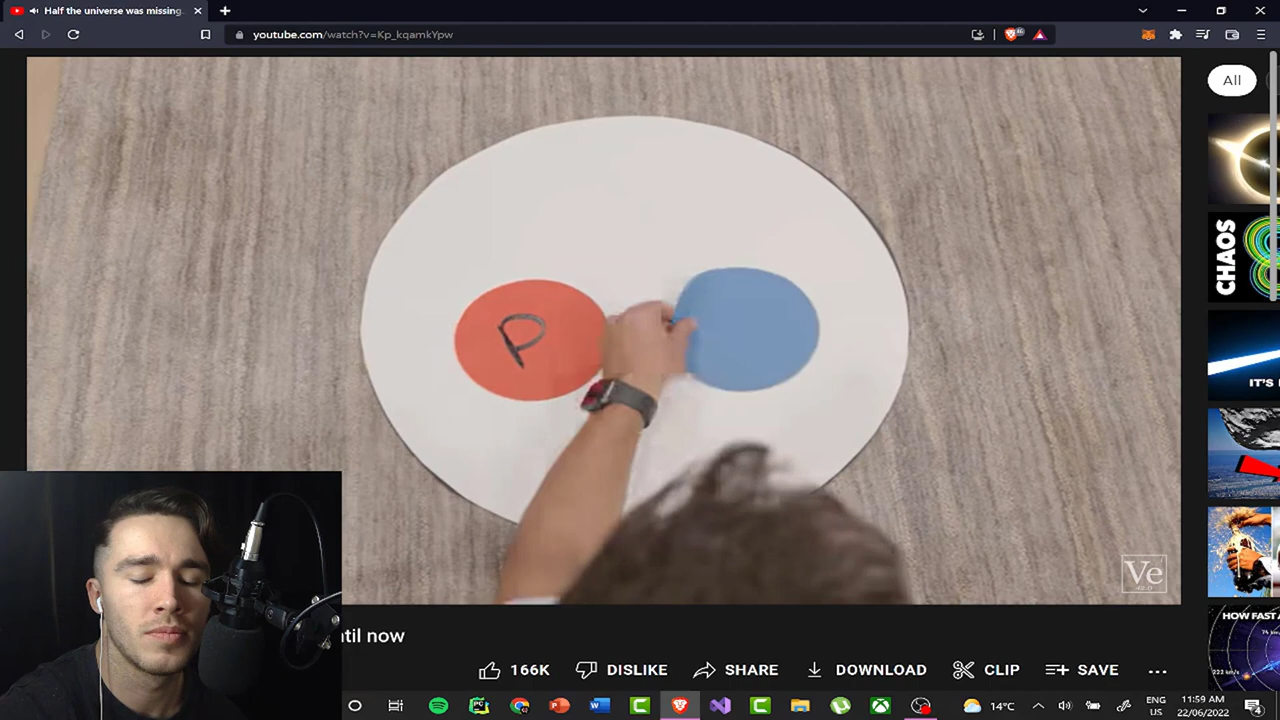 Half the universe was missing
youtube.com/watch?v=Kp_kqamkYpw
All
P
CHAOS
IT'S
Ve
HOW FAST A
ntil now
166K
DISLIKE
SHARE
DOWNLOAD
CLIP
SAVE
14°C
ENG
US
11:59 AM
22/06/2022